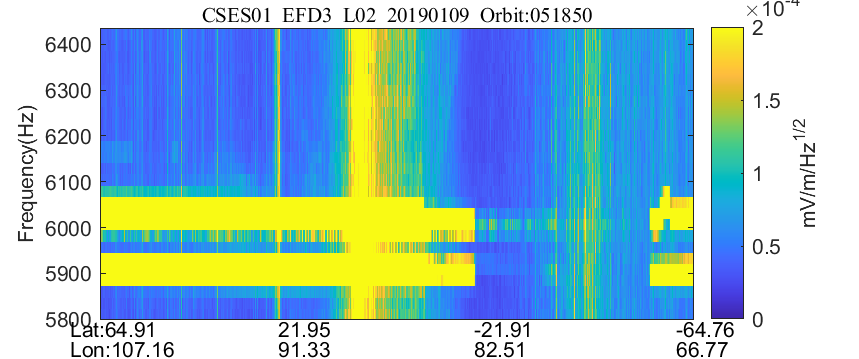 CSES01 EFD3 L02 20190109 Orbit:051850
×10⁻⁴
6400
6300
6200
6100
6000
5900
5800
Frequency(Hz)
2
1.5
1
0.5
0
mV/m/Hz^1/2
Lat:64.91 21.95 -21.91 -64.76
Lon:107.16 91.33 82.51 66.77